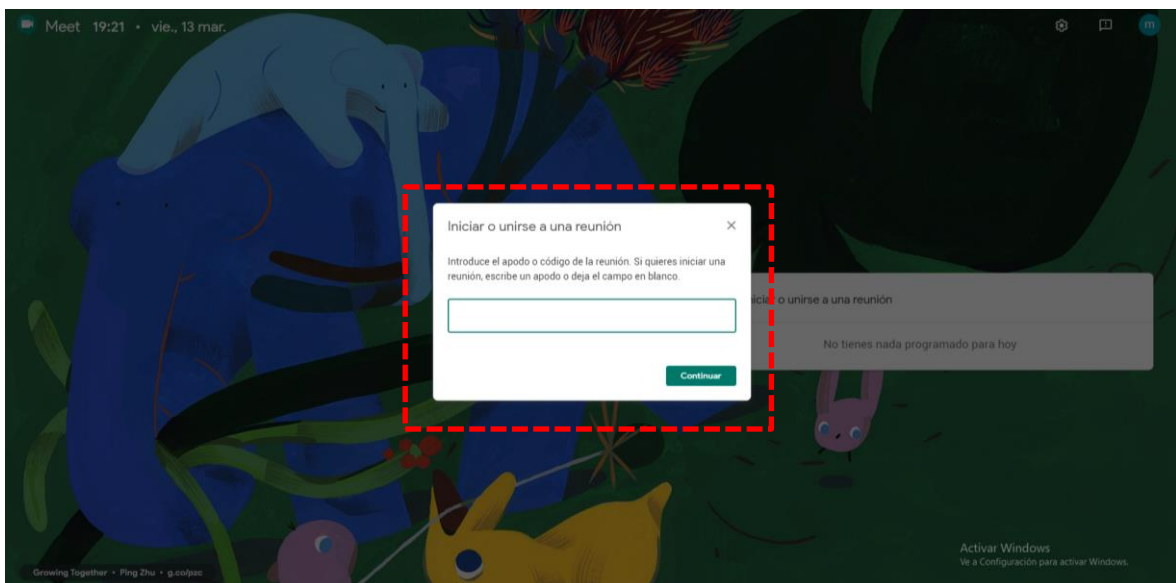 Meet 19:21 • vie., 13 mar.
m
Iniciar o unirse a una reunión
Introduce el apodo o código de la reunión. Si quieres iniciar una
reunión, escribe un apodo o deja el campo en blanco.
Continuar
iciar o unirse a una reunión
No tienes nada programado para hoy
Activar Windows
Ve a Configuración para activar Windows.
Growing Together • Ping Zhu • g.co/pzc